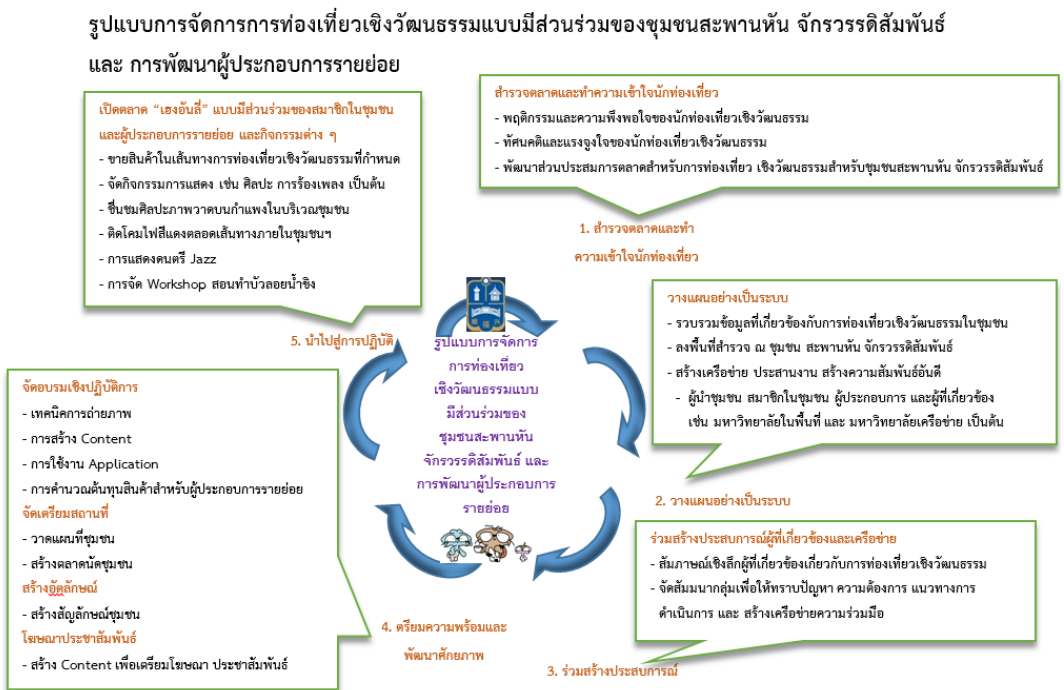 รูปแบบการจัดการการท่องเที่ยวเชิงวัฒนธรรมแบบมีส่วนร่วมของชุมชนสะพานหัน จักรวรรดิสัมพันธ์
และ การพัฒนาผู้ประกอบการรายย่อย
สำรวจตลาดและทำความเข้าใจนักท่องเที่ยว
- พฤติกรรมและความพึงพอใจของนักท่องเที่ยวเชิงวัฒนธรรม
- ทัศนคติและแรงจูงใจของนักท่องเที่ยวเชิงวัฒนธรรม
- พัฒนาส่วนประสมการตลาดสำหรับการท่องเที่ยว เชิงวัฒนธรรมสำหรับชุมชนสะพานหัน จักรวรรดิสัมพันธ์
1. สำรวจตลาดและทำ
ความเข้าใจนักท่องเที่ยว
วางแผนอย่างเป็นระบบ
- รวบรวมข้อมูลที่เกี่ยวข้องกับการท่องเที่ยวเชิงวัฒนธรรมในชุมชน
- ลงพื้นที่สำรวจ ณ ชุมชน สะพานหัน จักรวรรดิสัมพันธ์
- สร้างเครือข่าย ประสานงาน สร้างความสัมพันธ์อันดี
- ผู้นำชุมชน สมาชิกในชุมชน ผู้ประกอบการ และผู้ที่เกี่ยวข้อง
เช่น มหาวิทยาลัยในพื้นที่ และ มหาวิทยาลัยเครือข่าย เป็นต้น
2. วางแผนอย่างเป็นระบบ
ร่วมสร้างประสบการณ์ผู้ที่เกี่ยวข้องและเครือข่าย
- สัมภาษณ์เชิงลึกผู้ที่เกี่ยวข้องเกี่ยวกับการท่องเที่ยวเชิงวัฒนธรรม
- จัดสัมมนากลุ่มเพื่อให้ทราบปัญหา ความต้องการ แนวทางการ
ดำเนินการ และ สร้างเครือข่ายความร่วมมือ
3. ร่วมสร้างประสบการณ์
จัดอบรมเชิงปฏิบัติการ
- เทคนิคการถ่ายภาพ
- การสร้าง Content
- การใช้งาน Application
- การคำนวณต้นทุนสินค้าสำหรับผู้ประกอบการรายย่อย
จัดเตรียมสถานที่
- วาดแผนที่ชุมชน
- สร้างตลาดนัดชุมชน
สร้างอัตลักษณ์
- สร้างสัญลักษณ์ชุมชน
โฆษณาประชาสัมพันธ์
- สร้าง Content เพื่อเตรียมโฆษณา ประชาสัมพันธ์
4. ตรียมความพร้อมและ
พัฒนาศักยภาพ
เปิดตลาด “เฮงอันลี่” แบบมีส่วนร่วมของสมาชิกในชุมชน
และผู้ประกอบการรายย่อย และกิจกรรมต่าง ๆ
- ขายสินค้าในเส้นทางการท่องเที่ยวเชิงวัฒนธรรมที่กำหนด
- จัดกิจกรรมการแสดง เช่น ศิลปะ การร้องเพลง เป็นต้น
- ชื่นชมศิลปะภาพวาดบนกำแพงในบริเวณชุมชน
- ติดโคมไฟสีแดงตลอดเส้นทางภายในชุมชนฯ
- การแสดงดนตรี Jazz
- การจัด Workshop สอนทำบัวลอยน้ำขิง
5. นำไปสู่การปฏิบัติ
รูปแบบการจัดการ
การท่องเที่ยว
เชิงวัฒนธรรมแบบ
มีส่วนร่วมของ
ชุมชนสะพานหัน
จักรวรรดิสัมพันธ์ และ
การพัฒนาผู้ประกอบการ
รายย่อย